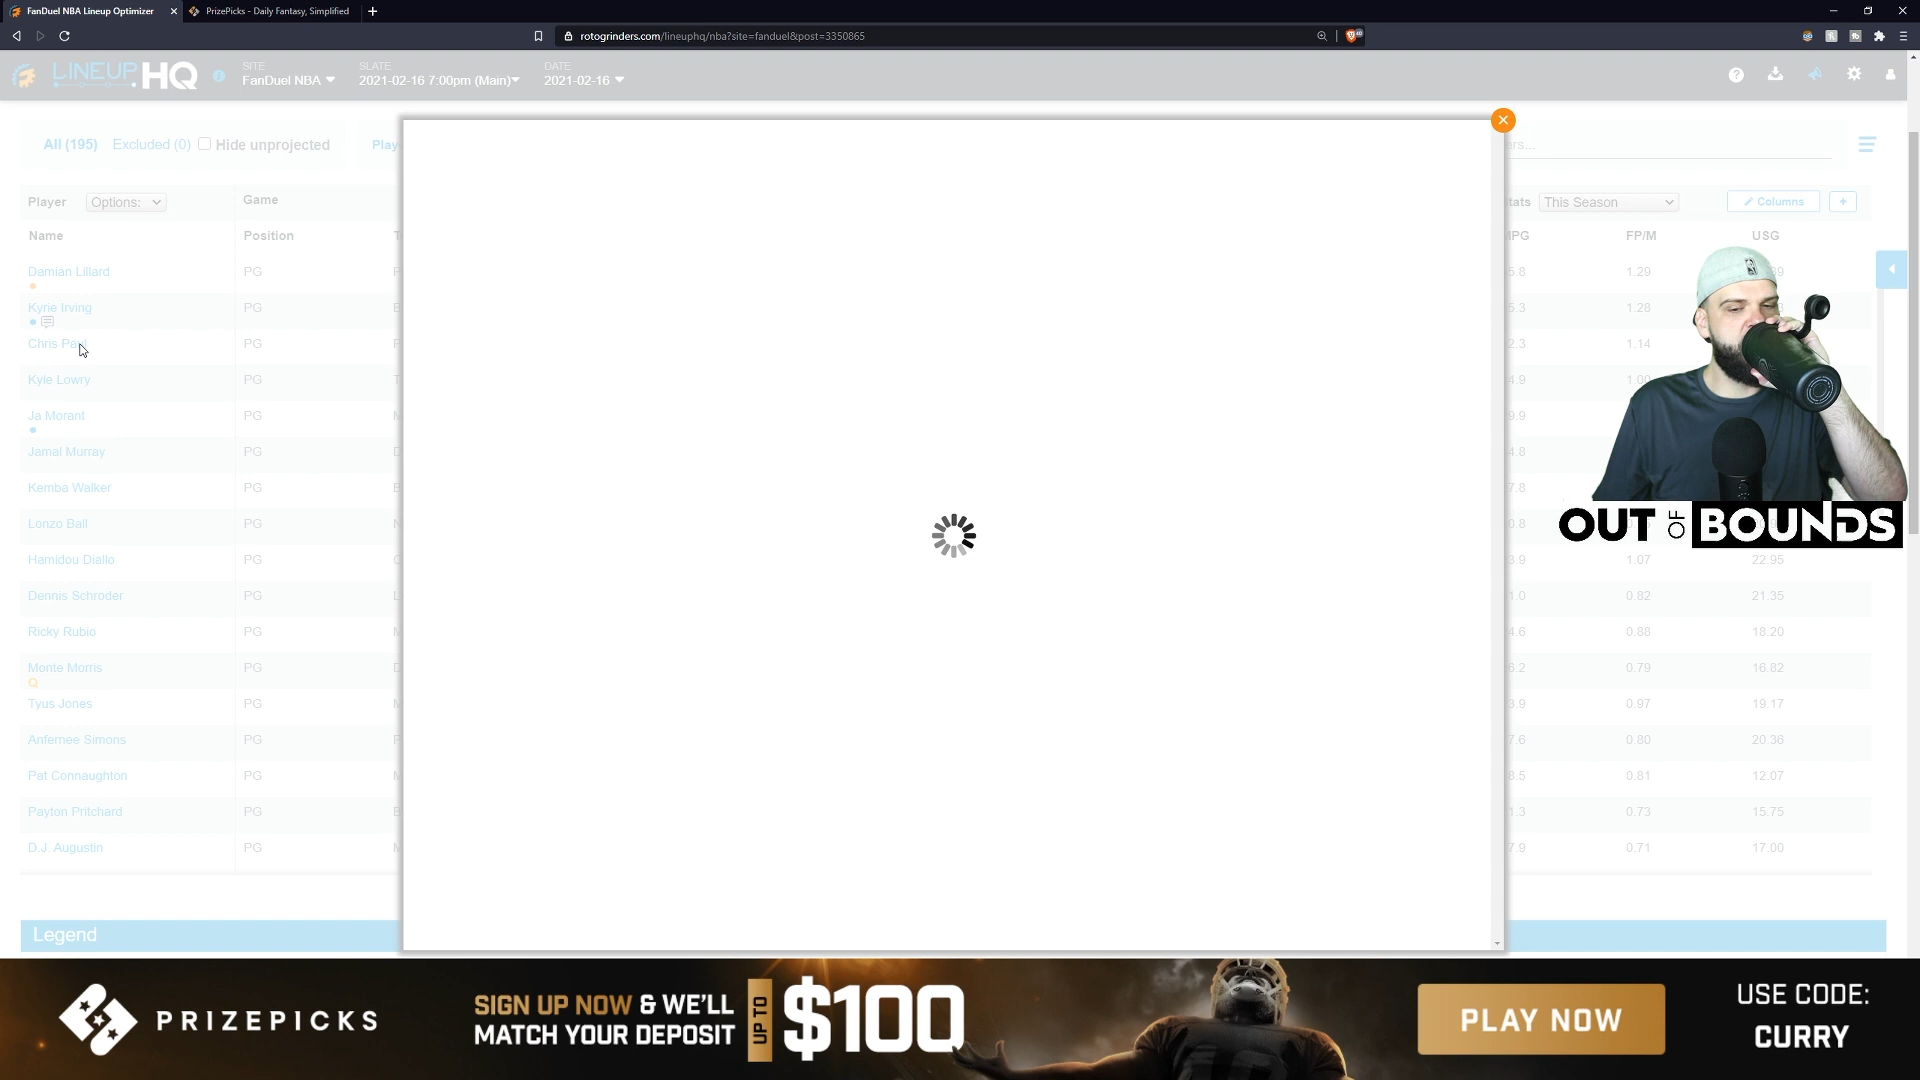 FanDuel NBA Lineup Optimizer
PrizePicks - Daily Fantasy, Simplified
rotogrinders.com/lineuphq/nba?site=fanduel&post=3350865
LINEUPHQ
SITE
FanDuel NBA
SLATE
2021-02-16 7:00pm (Main)
DATE
2021-02-16
All (195) Excluded (0) Hide unprojected
Player Options: Game
This Season Columns
Name Position FP/M USG
Damian Lillard PG 1.29
Kyrie Irving PG 1.28
Chris Paul PG 1.14
Kyle Lowry PG 1.00
Ja Morant PG
Jamal Murray PG
Kemba Walker PG
Lonzo Ball PG
Hamidou Diallo PG 1.07 22.95
Dennis Schroder PG 0.82 21.35
Ricky Rubio PG 0.88 18.20
Monte Morris PG 0.79 16.82
Q
Tyus Jones PG 0.97 19.17
Anfernee Simons PG 0.80 20.36
Pat Connaughton PG 0.81 12.07
Payton Pritchard PG 0.73 15.75
D.J. Augustin PG 0.71 17.00
OUT OF BOUNDS
Legend
PRIZEPICKS
SIGN UP NOW & WE'LL
MATCH YOUR DEPOSIT
UP TO
$100
PLAY NOW
USE CODE:
CURRY